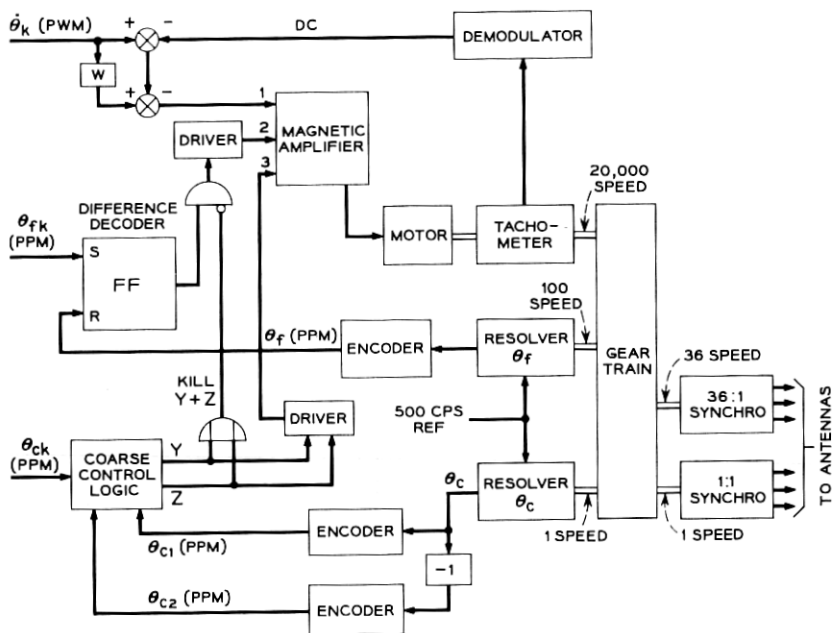 θ̇k (PWM)
+
−
DC
DEMODULATOR
W
+
−
1
2
3
MAGNETIC
AMPLIFIER
DRIVER
20,000
SPEED
DIFFERENCE
DECODER
θfk
(PPM)
S
FF
R
MOTOR
TACHO-
METER
100
SPEED
θf (PPM)
ENCODER
RESOLVER
θf
GEAR
TRAIN
36 SPEED
36:1
SYNCHRO
KILL
Y+Z
DRIVER
500 CPS
REF
TO ANTENNAS
θck
(PPM)
COARSE
CONTROL
LOGIC
Y
Z
θc
RESOLVER
θc
1:1
SYNCHRO
1 SPEED
1 SPEED
θC1 (PPM)
ENCODER
-1
θC2 (PPM)
ENCODER